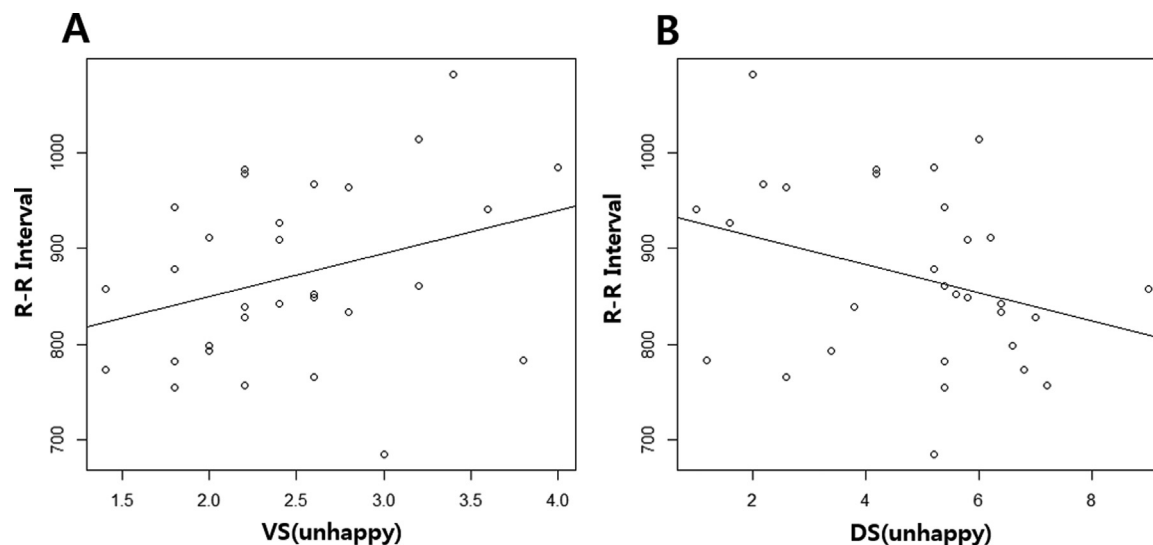 A
R-R Interval
1000
900
800
700
1.5 2.0 2.5 3.0 3.5 4.0
VS(unhappy)
B
R-R Interval
1000
900
800
700
2 4 6 8
DS(unhappy)